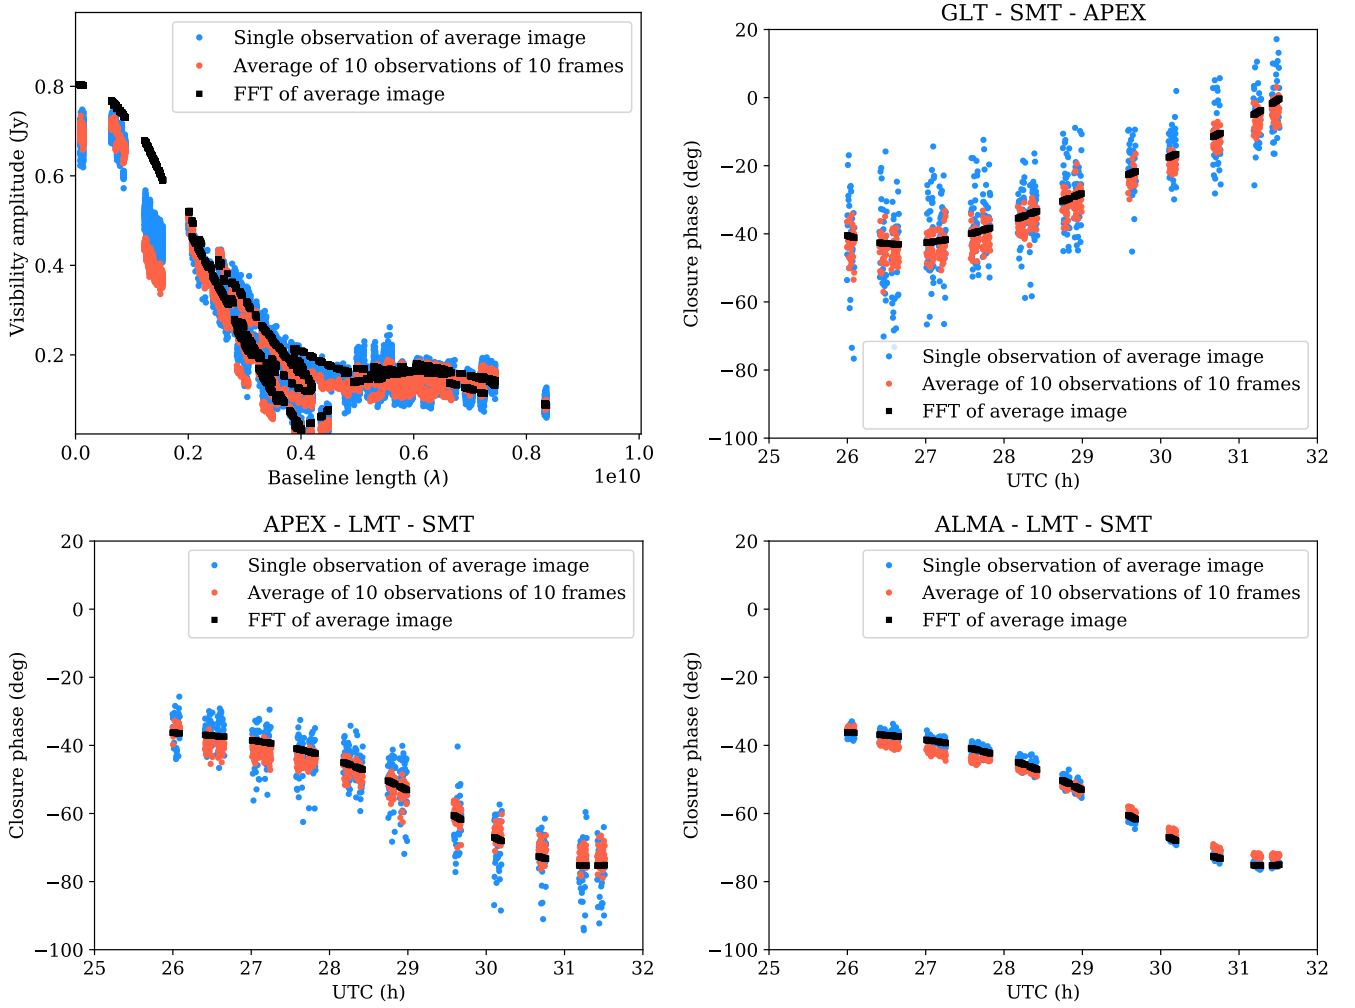 Single observation of average image
Average of 10 observations of 10 frames
FFT of average image
Visibility amplitude (Jy)
0.8
0.6
0.4
0.2
0.0
0.2
0.4
0.6
0.8
1.0
1e10
Baseline length (λ)
GLT - SMT - APEX
Closure phase (deg)
20
0
−20
−40
−60
−80
−100
Single observation of average image
Average of 10 observations of 10 frames
FFT of average image
25
26
27
28
29
30
31
32
UTC (h)
APEX - LMT - SMT
Closure phase (deg)
20
0
−20
−40
−60
−80
−100
Single observation of average image
Average of 10 observations of 10 frames
FFT of average image
25
26
27
28
29
30
31
32
UTC (h)
ALMA - LMT - SMT
Closure phase (deg)
20
0
−20
−40
−60
−80
−100
Single observation of average image
Average of 10 observations of 10 frames
FFT of average image
25
26
27
28
29
30
31
32
UTC (h)